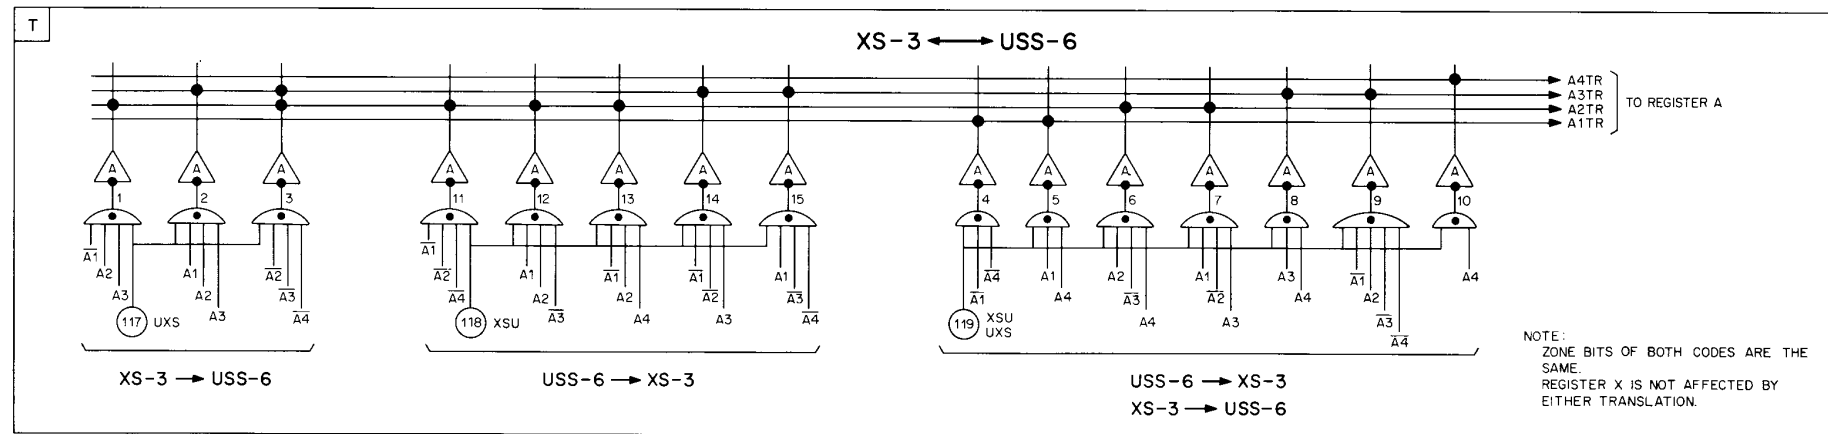 T
XS-3 ⟷ USS-6
A4TR
A3TR
A2TR
A1TR
TO REGISTER A
A A A A A A A A A A A A A A A
1 2 3 11 12 13 14 15 4 5 6 7 8 9 10
A̅1̅ A2 A3
A1 A2 A3
A̅2̅ A̅3̅ A̅4̅
117 UXS
A̅1̅ A̅2̅ A̅4̅
A1 A2 A̅3̅
A̅1̅ A2 A4
A̅1̅ A̅2̅ A3
A1 A̅3̅ A̅4̅
118 XSU
A̅1̅ A̅4̅
A1 A4
A2 A̅3̅ A4
A1 A̅2̅ A3
A3 A4
A̅1̅ A2 A̅3̅ A̅4̅
A4
119 XSU
UXS
XS-3 → USS-6
USS-6 → XS-3
USS-6 → XS-3
XS-3 → USS-6
NOTE:
ZONE BITS OF BOTH CODES ARE THE
SAME.
REGISTER X IS NOT AFFECTED BY
EITHER TRANSLATION.